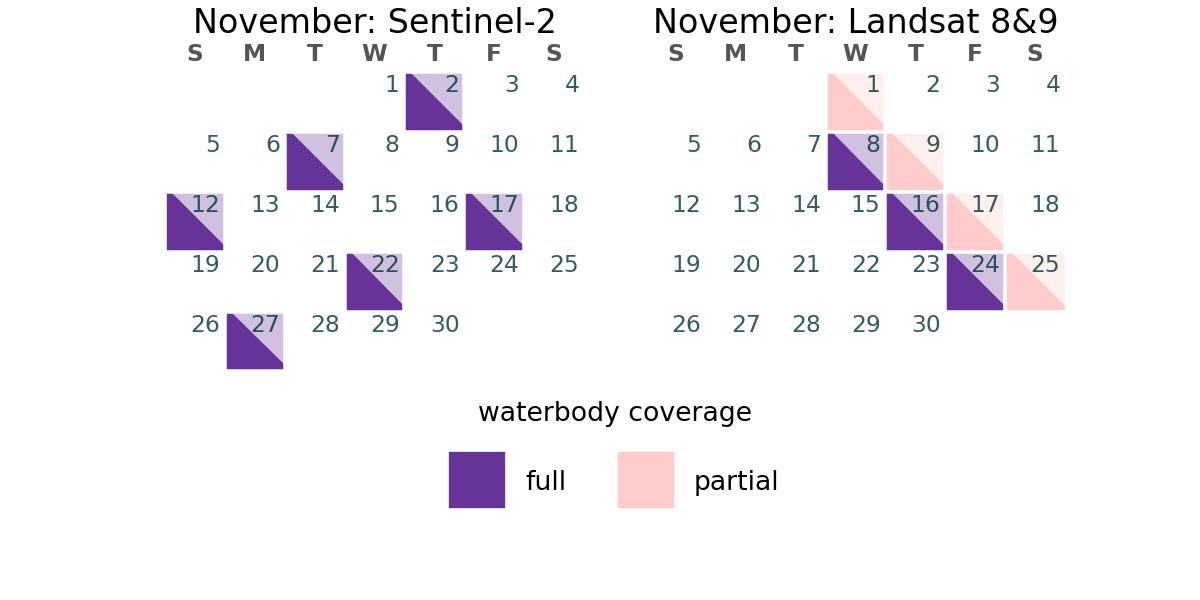 November: Sentinel-2
S M T W T F S
1 2 3 4
5 6 7 8 9 10 11
12 13 14 15 16 17 18
19 20 21 22 23 24 25
26 27 28 29 30
November: Landsat 8&9
S M T W T F S
1 2 3 4
5 6 7 8 9 10 11
12 13 14 15 16 17 18
19 20 21 22 23 24 25
26 27 28 29 30
waterbody coverage
full
partial